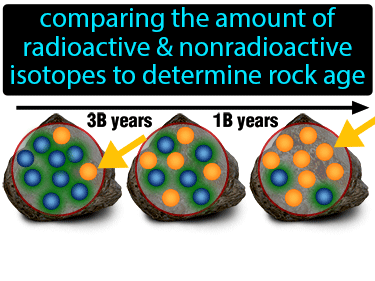 comparing the amount of
radioactive & nonradioactive
isotopes to determine rock age
3B years 1B years